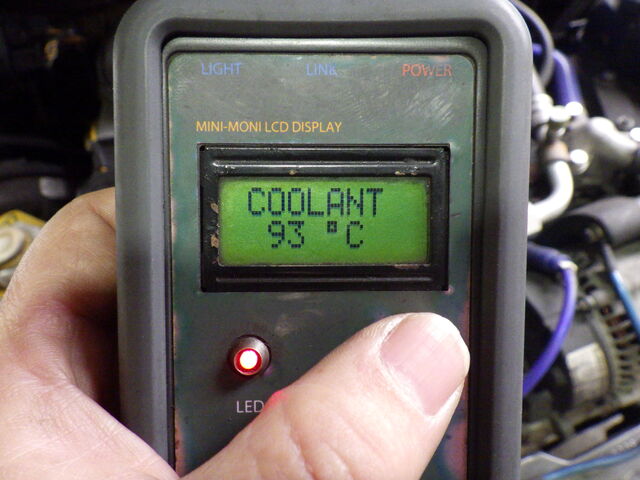 LIGHT LINK POWER
MINI-MONI LCD DISPLAY
COOLANT
93 °C
LED